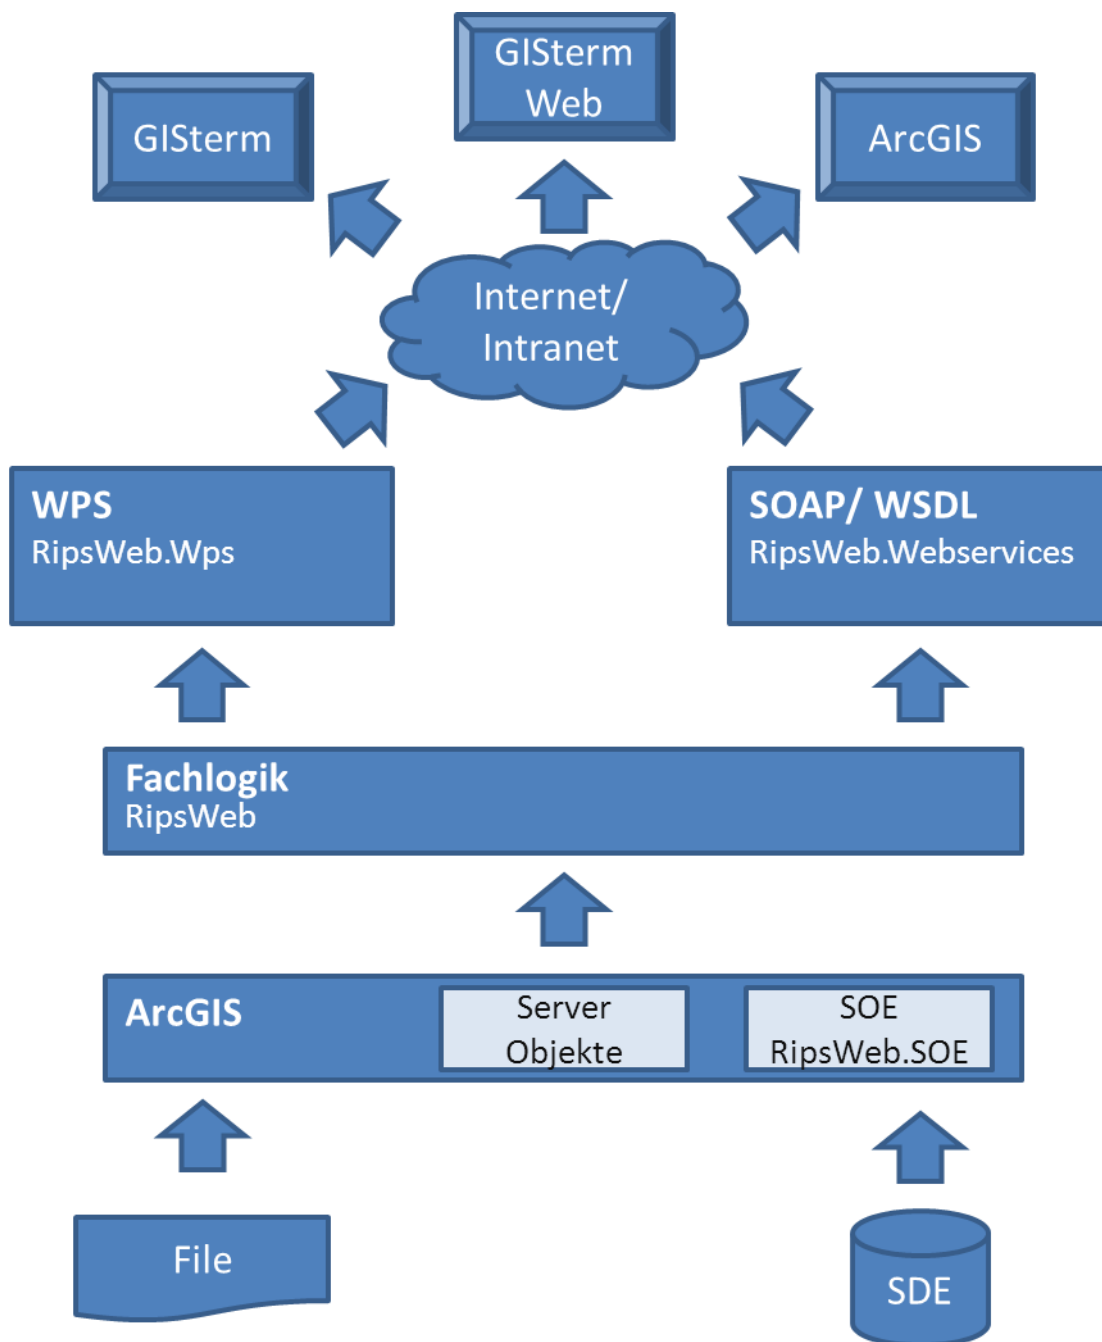 GISterm
Web
GISterm
ArcGIS
Internet/
Intranet
WPS
RipsWeb.Wps
SOAP/ WSDL
RipsWeb.Webservices
Fachlogik
RipsWeb
ArcGIS
Server
Objekte
SOE
RipsWeb.SOE
File
SDE